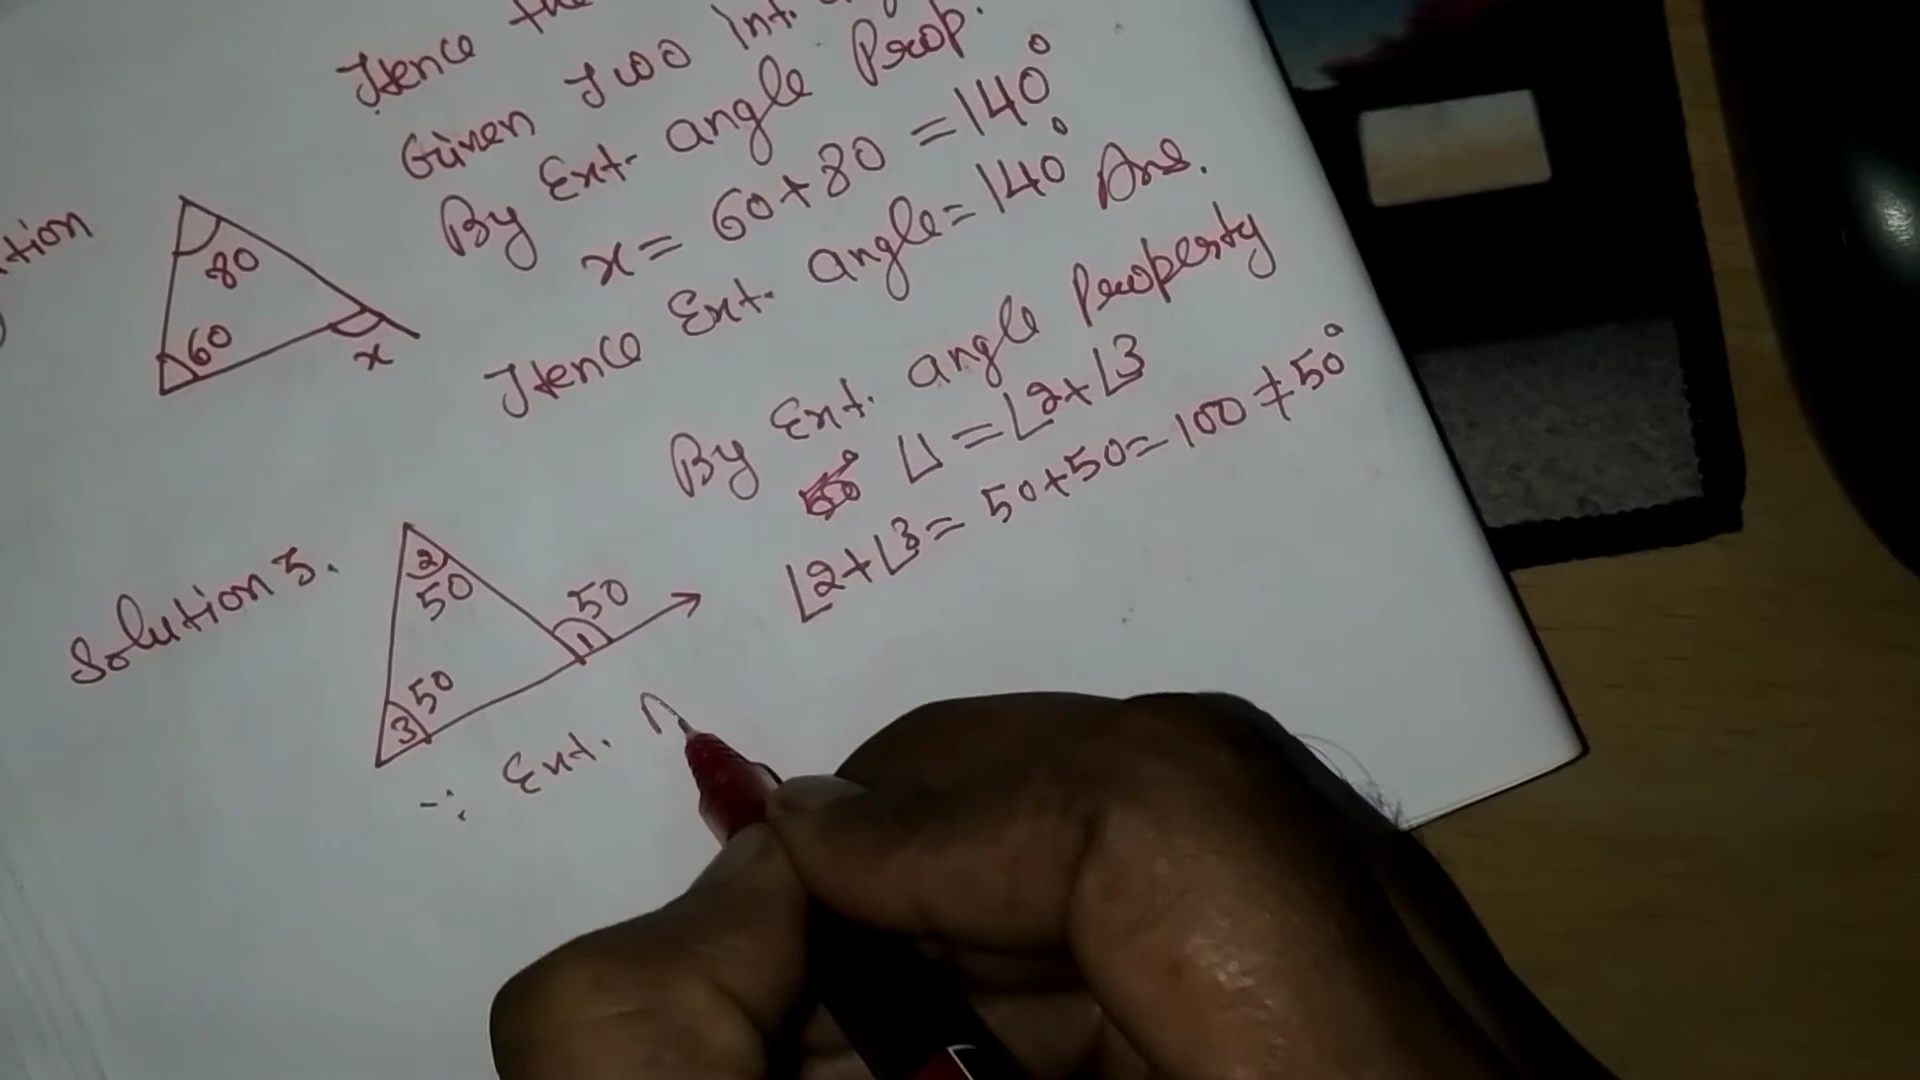 Hence the
Given Two Int.
By Ext. angle Prop.
x = 60+80 = 140°
Hence Ext. angle = 140° Ans.
80
60
x
By Ext. angle Property
∠1 = ∠2+∠3
∠2+∠3 = 50+50 = 100 ≠ 50°
Solution 3.
2
50
50
1
50
3
∵ Ext.